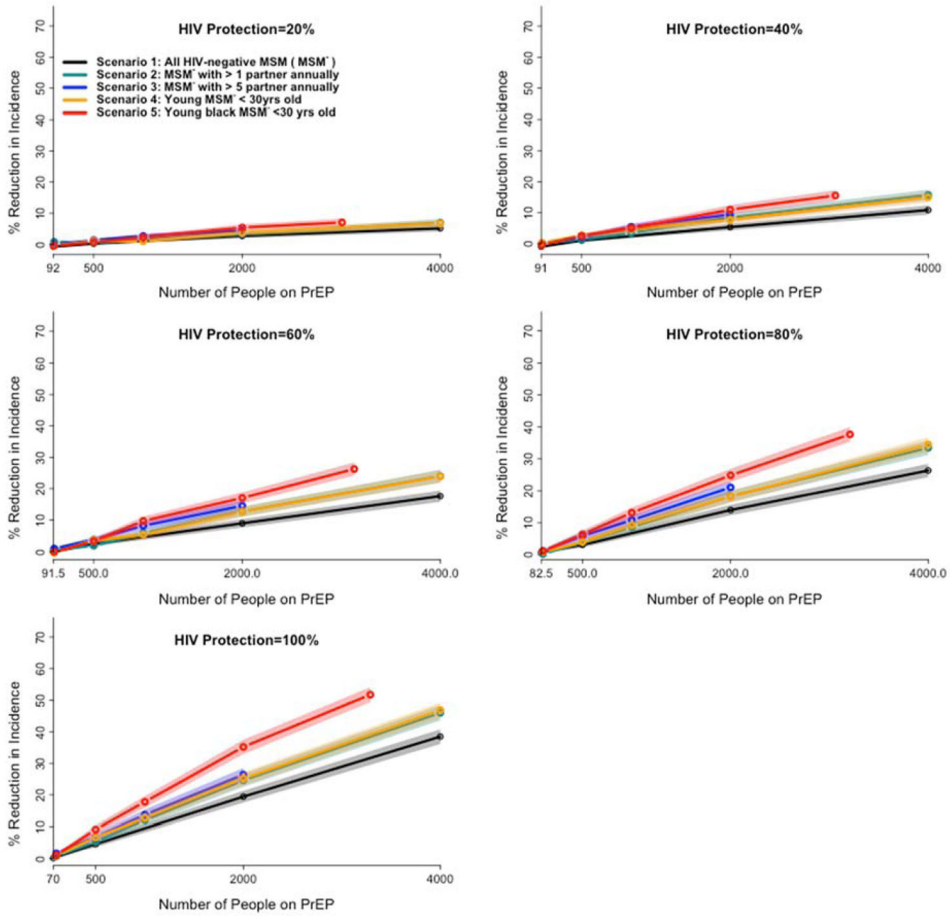 HIV Protection=20%
% Reduction in Incidence
0 10 20 30 40 50 60 70
Scenario 1: All HIV-negative MSM ( MSM⁻ )
Scenario 2: MSM⁻ with > 1 partner annually
Scenario 3: MSM⁻ with > 5 partner annually
Scenario 4: Young MSM⁻ < 30yrs old
Scenario 5: Young black MSM⁻ <30 yrs old
92 500 2000 4000
Number of People on PrEP
HIV Protection=40%
% Reduction in Incidence
0 10 20 30 40 50 60 70
91 500 2000 4000
Number of People on PrEP
HIV Protection=60%
% Reduction in Incidence
0 10 20 30 40 50 60 70
91.5 500.0 2000.0 4000.0
Number of People on PrEP
HIV Protection=80%
% Reduction in Incidence
0 10 20 30 40 50 60 70
82.5 500.0 2000.0 4000.0
Number of People on PrEP
HIV Protection=100%
% Reduction in Incidence
0 10 20 30 40 50 60 70
70 500 2000 4000
Number of People on PrEP